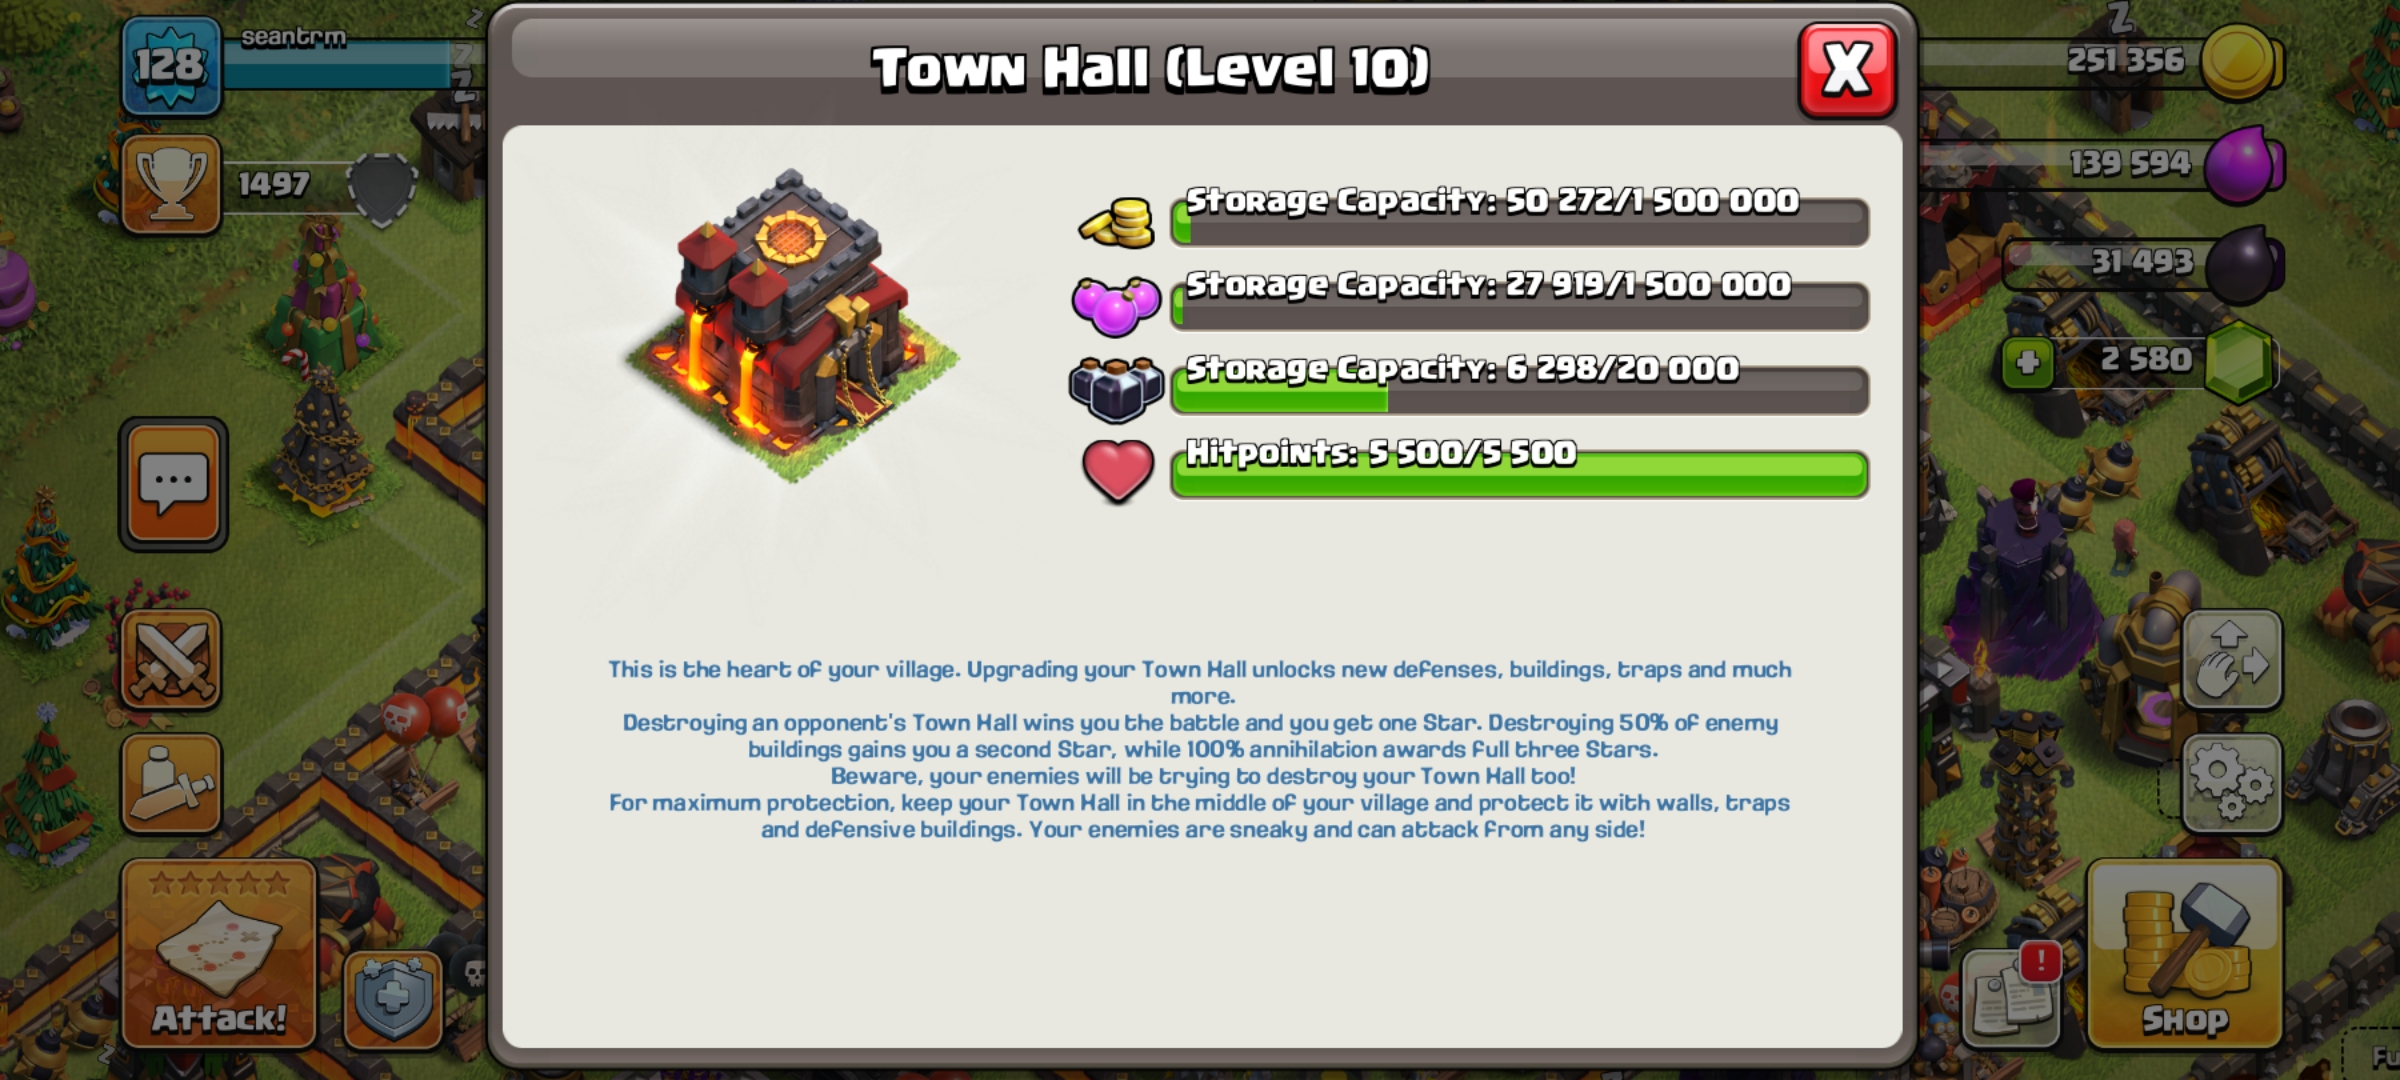 128
seantrm
1497
Town Hall (Level 10)
X
251 356
139 594
31 493
2 580
Storage Capacity: 50 272/1 500 000
Storage Capacity: 27 919/1 500 000
Storage Capacity: 6 298/20 000
Hitpoints: 5 500/5 500
This is the heart of your village. Upgrading your Town Hall unlocks new defenses, buildings, traps and much
more.
Destroying an opponent's Town Hall wins you the battle and you get one Star. Destroying 50% of enemy
buildings gains you a second Star, while 100% annihilation awards full three Stars.
Beware, your enemies will be trying to destroy your Town Hall too!
For maximum protection, keep your Town Hall in the middle of your village and protect it with walls, traps
and defensive buildings. Your enemies are sneaky and can attack from any side!
Attack!
!
Shop